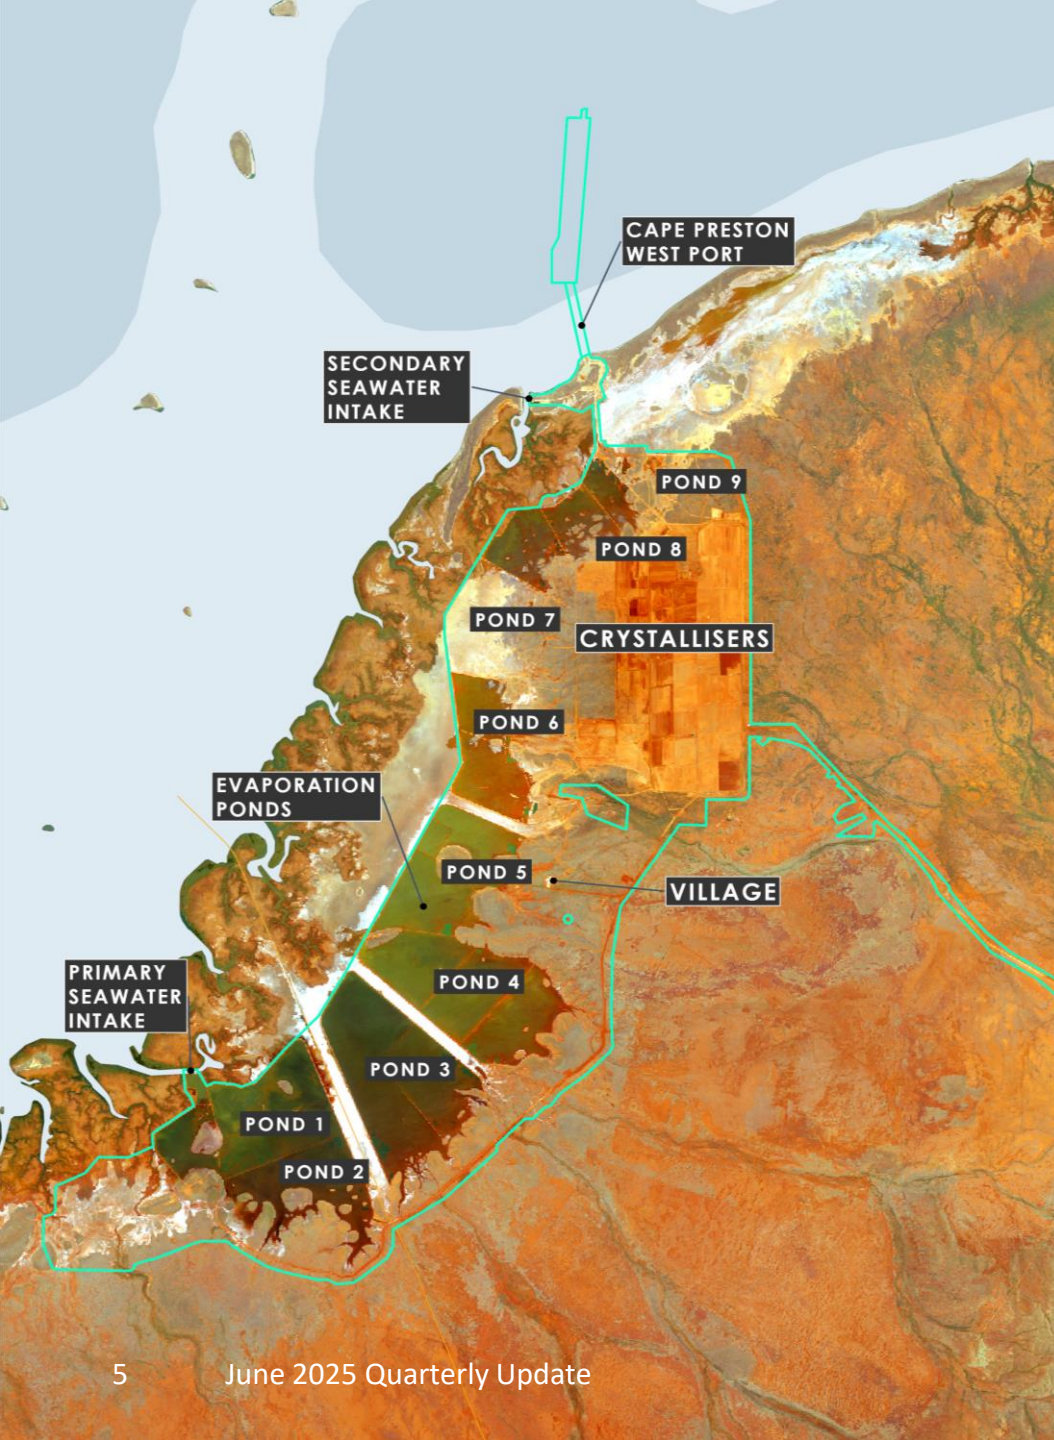 CAPE PRESTON
WEST PORT
SECONDARY
SEAWATER
INTAKE
POND 9
POND 8
POND 7
CRYSTALLISERS
POND 6
EVAPORATION
PONDS
POND 5
VILLAGE
PRIMARY
SEAWATER
INTAKE
POND 4
POND 3
POND 1
POND 2
5
June 2025 Quarterly Update